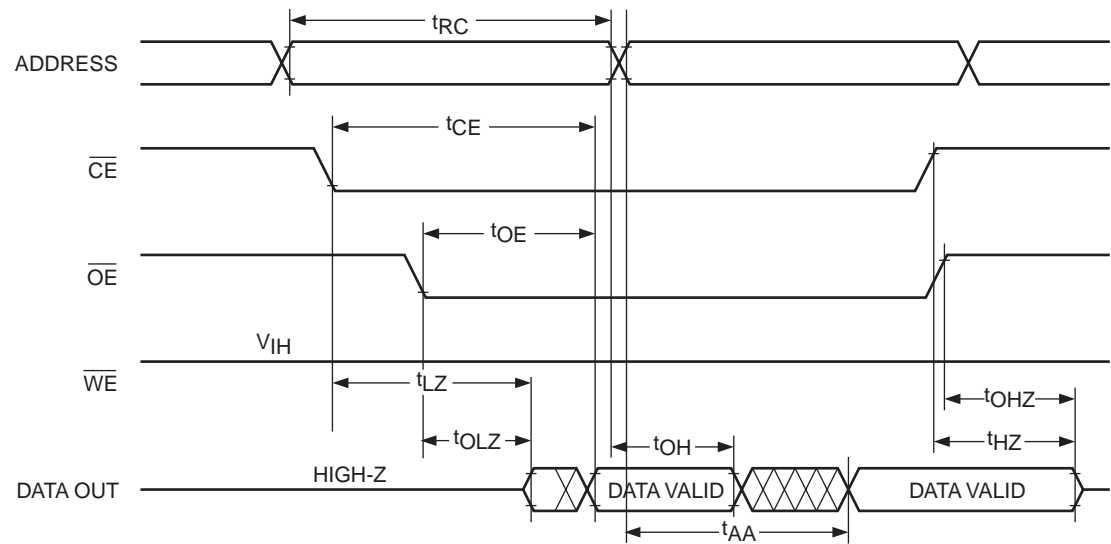 tRC
ADDRESS
tCE
CE
tOE
OE
VIH
WE
tLZ
tOHZ
tOLZ
tOH
tHZ
HIGH-Z
DATA OUT
DATA VALID
DATA VALID
tAA